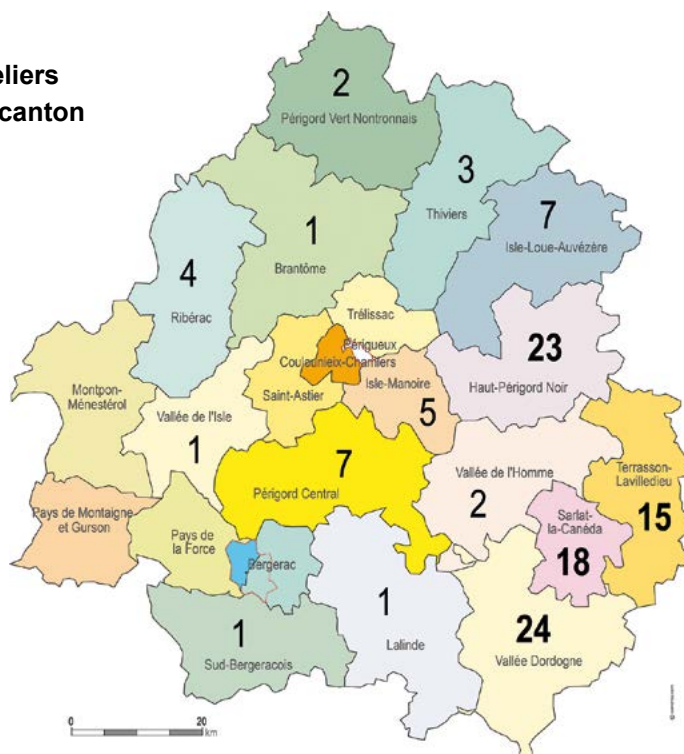 eliers
canton
2
Périgord Vert Nontronnais
3
Thiviers
7
Isle-Loue-Auvézère
1
Brantôme
4
Ribérac
Trélissac
Périgueux
Coulounieix-Chamiers
23
Haut-Périgord Noir
Isle-Manoire
5
Saint-Astier
Montpon-
Ménestérol
Vallée de l'Isle
1
7
Périgord Central
Vallée de l'Homme
2
Terrasson-
Lavilledieu
15
Sarlat-
la-Canéda
18
Pays de Montaigne
et Gurson
Pays de
la Force
Bergerac
1
Lalinde
24
Vallée Dordogne
1
Sud-Bergeracois
0 20
km